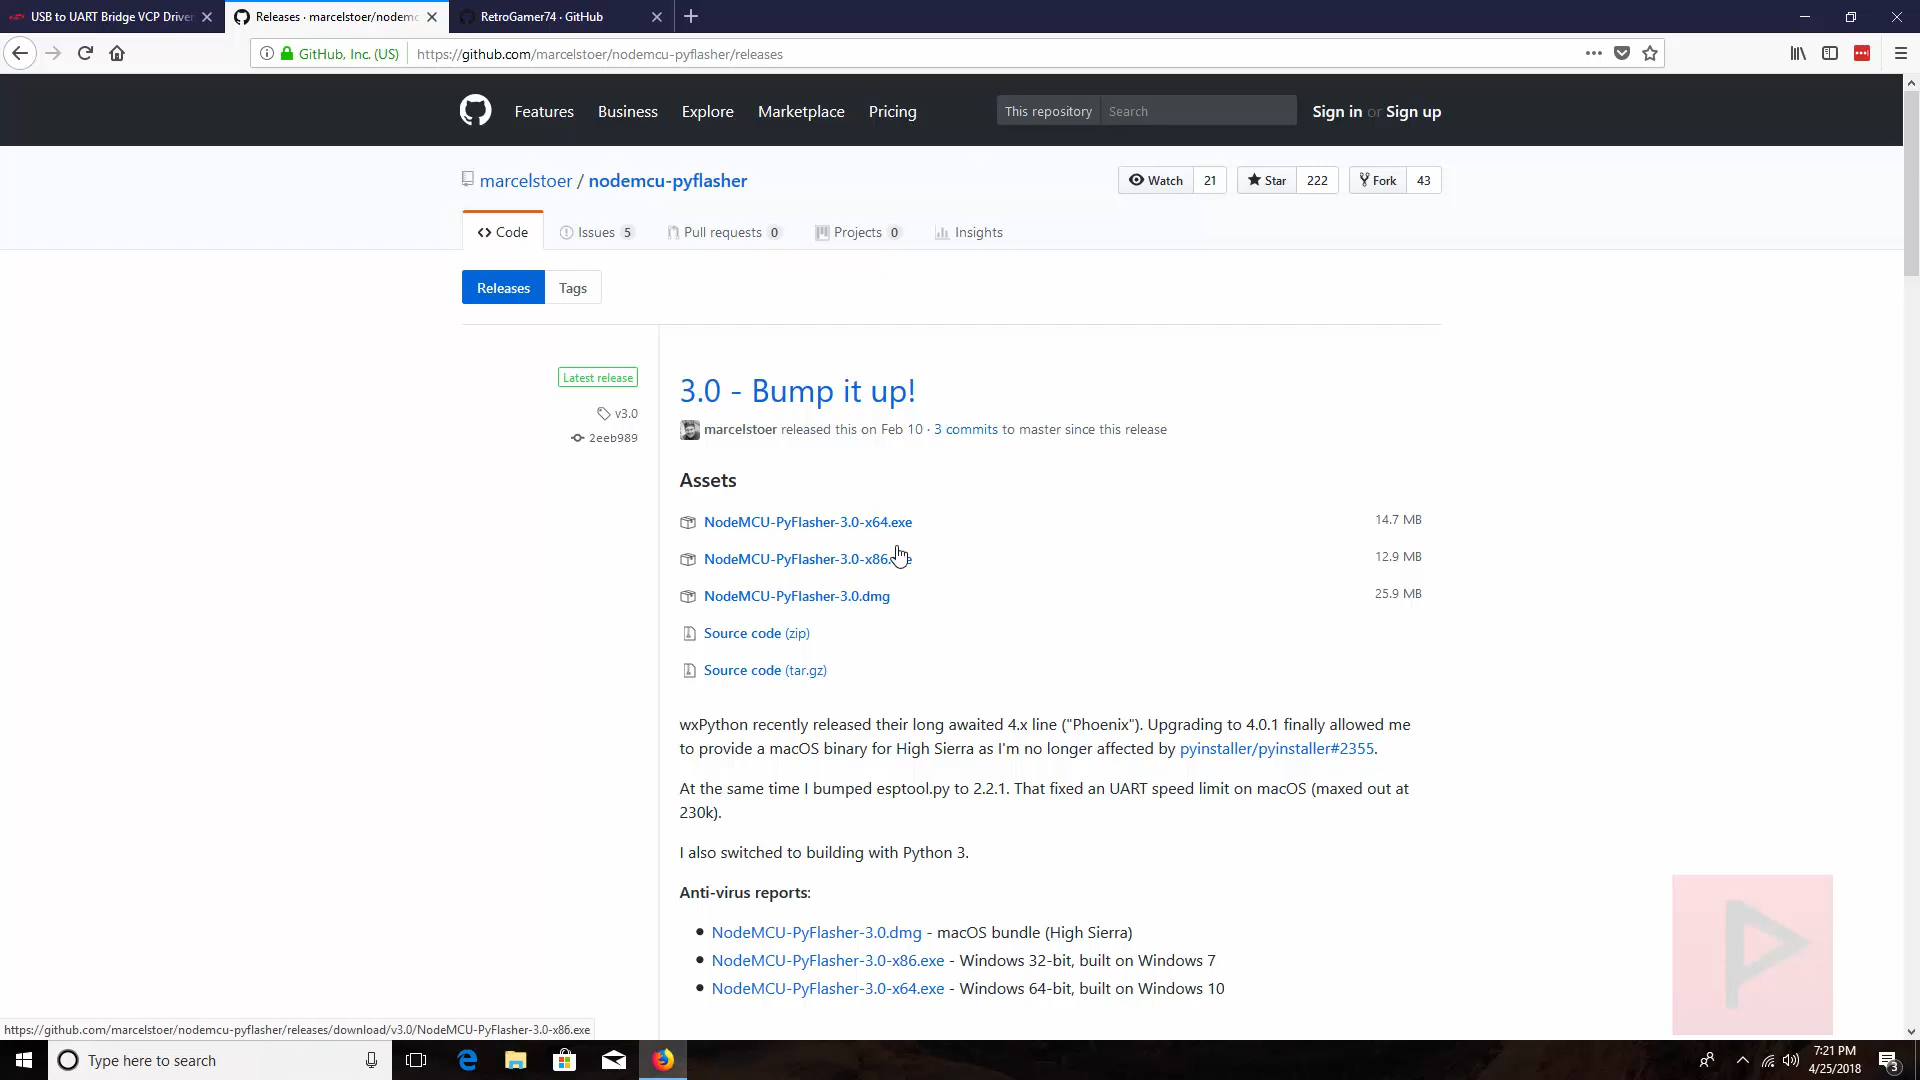 USB to UART Bridge VCP Driver
Releases · marcelstoer/nodemc
RetroGamer74 · GitHub
GitHub, Inc. (US)
https://github.com/marcelstoer/nodemcu-pyflasher/releases
Features
Business
Explore
Marketplace
Pricing
This repository
Search
Sign in or Sign up
marcelstoer / nodemcu-pyflasher
Watch 21
Star 222
Fork 43
Code
Issues 5
Pull requests 0
Projects 0
Insights
Releases
Tags
Latest release
v3.0
2eeb989
3.0 - Bump it up!
marcelstoer released this on Feb 10 · 3 commits to master since this release
Assets
NodeMCU-PyFlasher-3.0-x64.exe
14.7 MB
NodeMCU-PyFlasher-3.0-x86.
12.9 MB
NodeMCU-PyFlasher-3.0.dmg
25.9 MB
Source code (zip)
Source code (tar.gz)
wxPython recently released their long awaited 4.x line ("Phoenix"). Upgrading to 4.0.1 finally allowed me
to provide a macOS binary for High Sierra as I'm no longer affected by pyinstaller/pyinstaller#2355.
At the same time I bumped esptool.py to 2.2.1. That fixed an UART speed limit on macOS (maxed out at
230k).
I also switched to building with Python 3.
Anti-virus reports:
NodeMCU-PyFlasher-3.0.dmg - macOS bundle (High Sierra)
NodeMCU-PyFlasher-3.0-x86.exe - Windows 32-bit, built on Windows 7
NodeMCU-PyFlasher-3.0-x64.exe - Windows 64-bit, built on Windows 10
https://github.com/marcelstoer/nodemcu-pyflasher/releases/download/v3.0/NodeMCU-PyFlasher-3.0-x86.exe
Type here to search
7:21 PM
4/25/2018
3